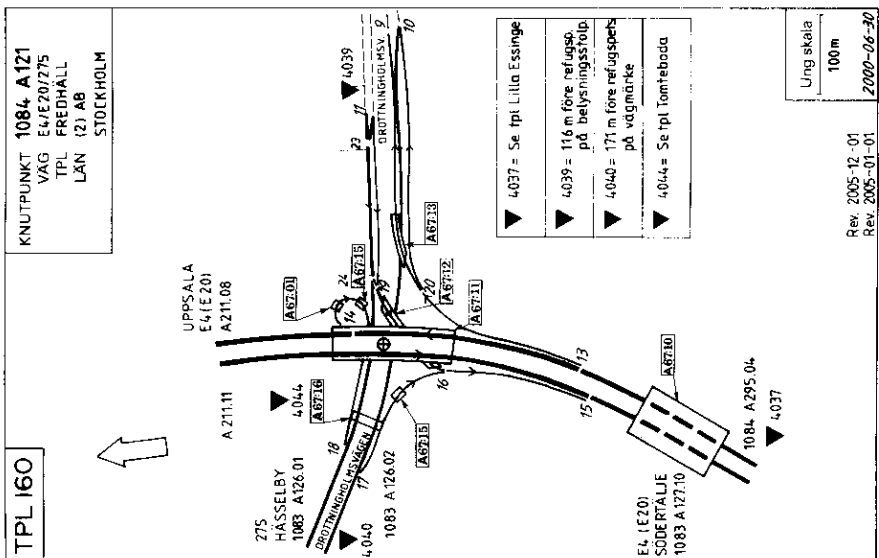 TPL 160
KNUTPUNKT 1084 A121
VÄG E4/E20/275
TPL FREDHÄLL
LÄN (2) AB
STOCKHOLM
UPPSALA
E4 (E20)
A 211.08
A 211.11
4044
4039
9
10
11
23
DROTTNINGHOLMSV.
A67:01
24
A67:15
14
19
A67:12
A67:13
20
A67:11
A67:16
18
16
A67:15
17
DROTTNINGHOLMSVÄGEN
275
HÄSSELBY
1083 A126.01
4040
1083 A126.02
13
15
A67:10
E4 (E20)
SÖDERTÄLJE
1083 A127.10
1084 A295.04
4037
4037 = Se tpl Lilla Essinge
4039 = 116 m före refugsp.
på belysningsstolp.
4040 = 171 m före refugspets
på vägmärke
4044 = Se tpl Tomteboda
Ung skala
100m
2000-06-30
Rev. 2005-12-01
Rev. 2005-01-01